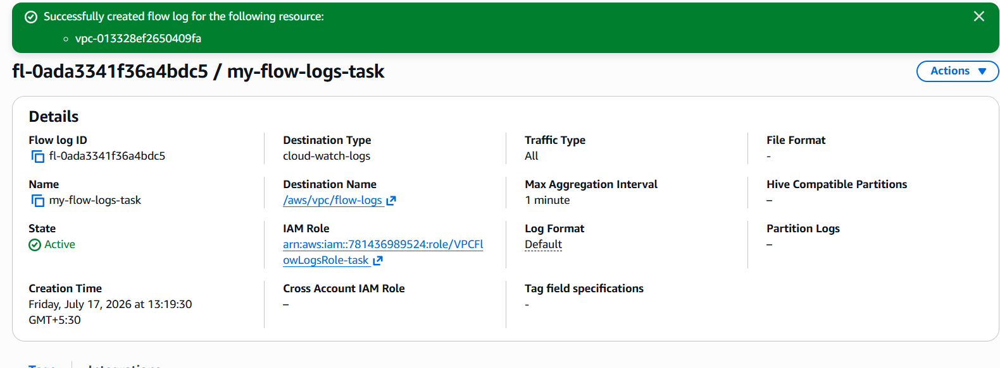 Successfully created flow log for the following resource:
vpc-013328ef2650409fa
fl-0ada3341f36a4bdc5 / my-flow-logs-task
Actions
Details
Flow log ID
fl-0ada3341f36a4bdc5
Destination Type
cloud-watch-logs
Traffic Type
All
File Format
-
Name
my-flow-logs-task
Destination Name
/aws/vpc/flow-logs
Max Aggregation Interval
1 minute
Hive Compatible Partitions
–
State
Active
IAM Role
arn:aws:iam::781436989524:role/VPCFl
owLogsRole-task
Log Format
Default
Partition Logs
–
Creation Time
Friday, July 17, 2026 at 13:19:30
GMT+5:30
Cross Account IAM Role
–
Tag field specifications
-